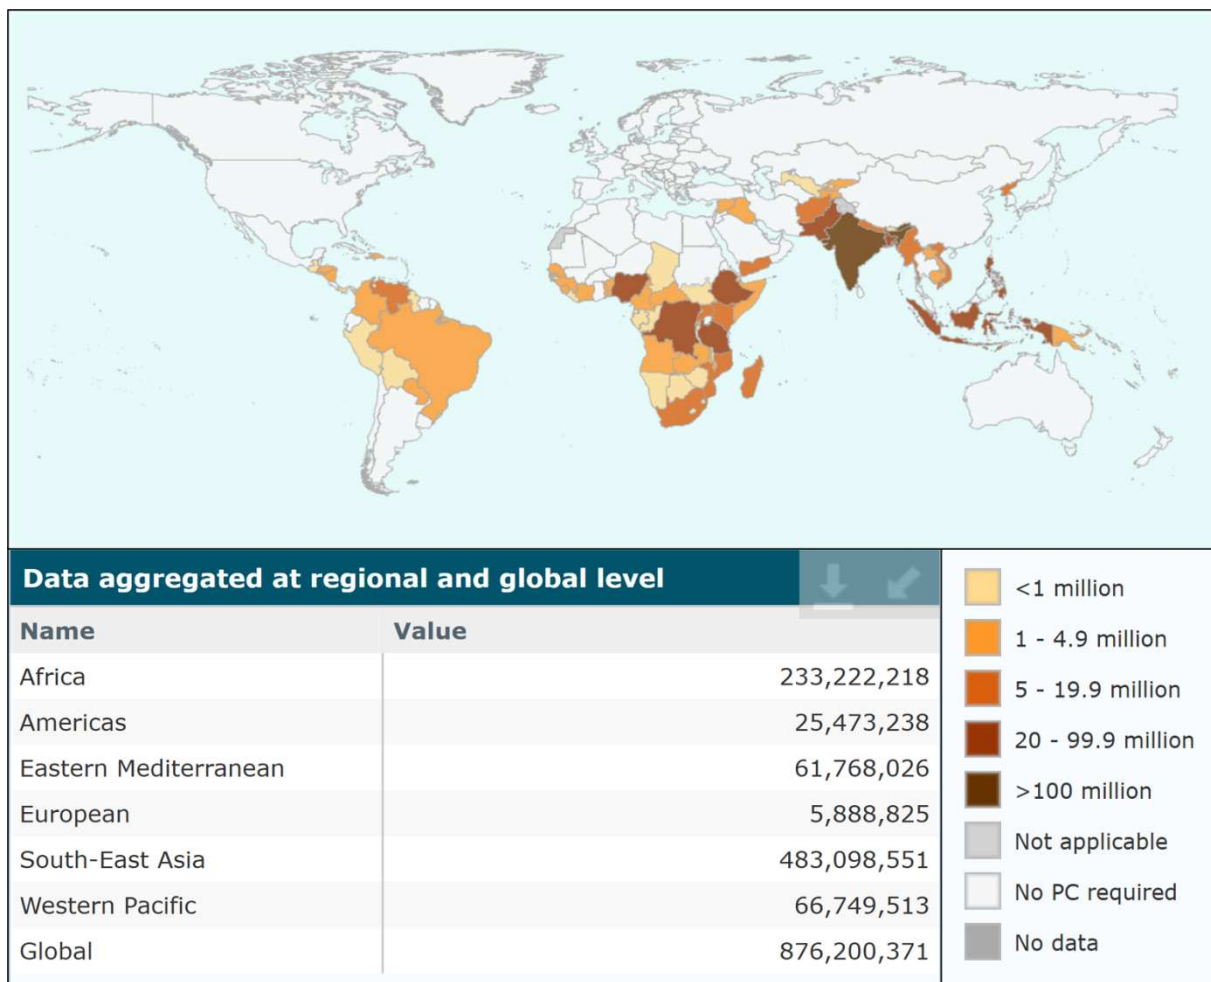 Data aggregated at regional and global level
Name Value
Africa 233,222,218
Americas 25,473,238
Eastern Mediterranean 61,768,026
European 5,888,825
South-East Asia 483,098,551
Western Pacific 66,749,513
Global 876,200,371
<1 million
1 - 4.9 million
5 - 19.9 million
20 - 99.9 million
>100 million
Not applicable
No PC required
No data